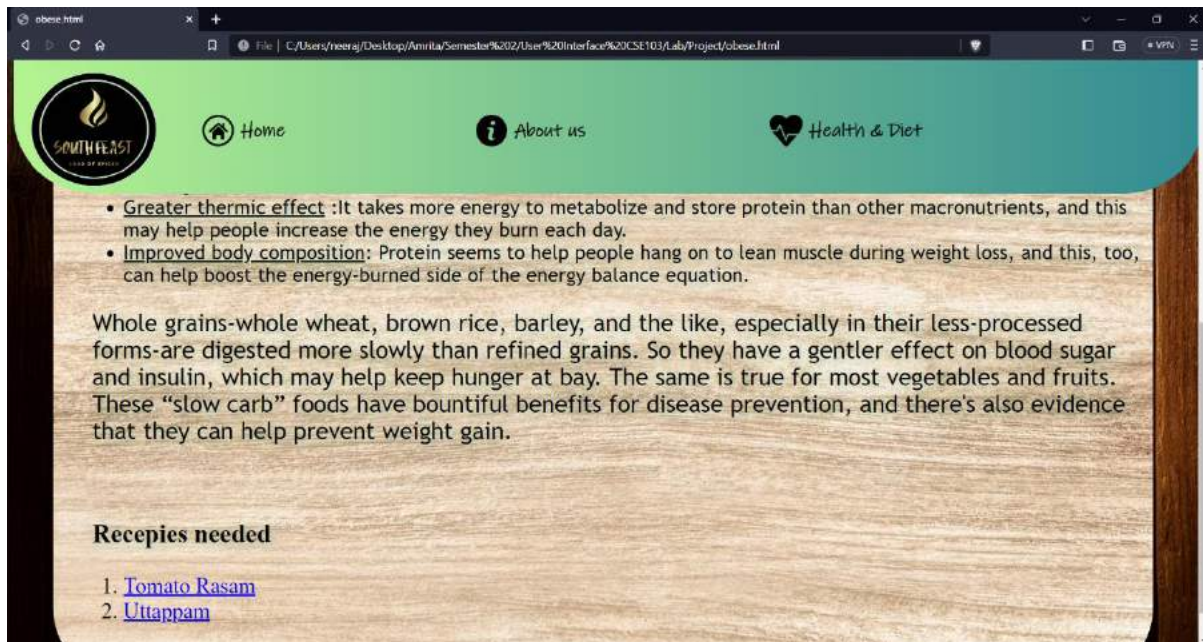 obese.html
File | C:/Users/neeraj/Desktop/Amrita/Semester%202/User%20Interface%20CSE103/Lab/Project/obese.html
VPN
SOUTHFEAST
Home
About us
Health & Diet
• Greater thermic effect :It takes more energy to metabolize and store protein than other macronutrients, and this
may help people increase the energy they burn each day.
• Improved body composition: Protein seems to help people hang on to lean muscle during weight loss, and this, too,
can help boost the energy-burned side of the energy balance equation.
Whole grains-whole wheat, brown rice, barley, and the like, especially in their less-processed
forms-are digested more slowly than refined grains. So they have a gentler effect on blood sugar
and insulin, which may help keep hunger at bay. The same is true for most vegetables and fruits.
These “slow carb” foods have bountiful benefits for disease prevention, and there's also evidence
that they can help prevent weight gain.
Recepies needed
1. Tomato Rasam
2. Uttappam